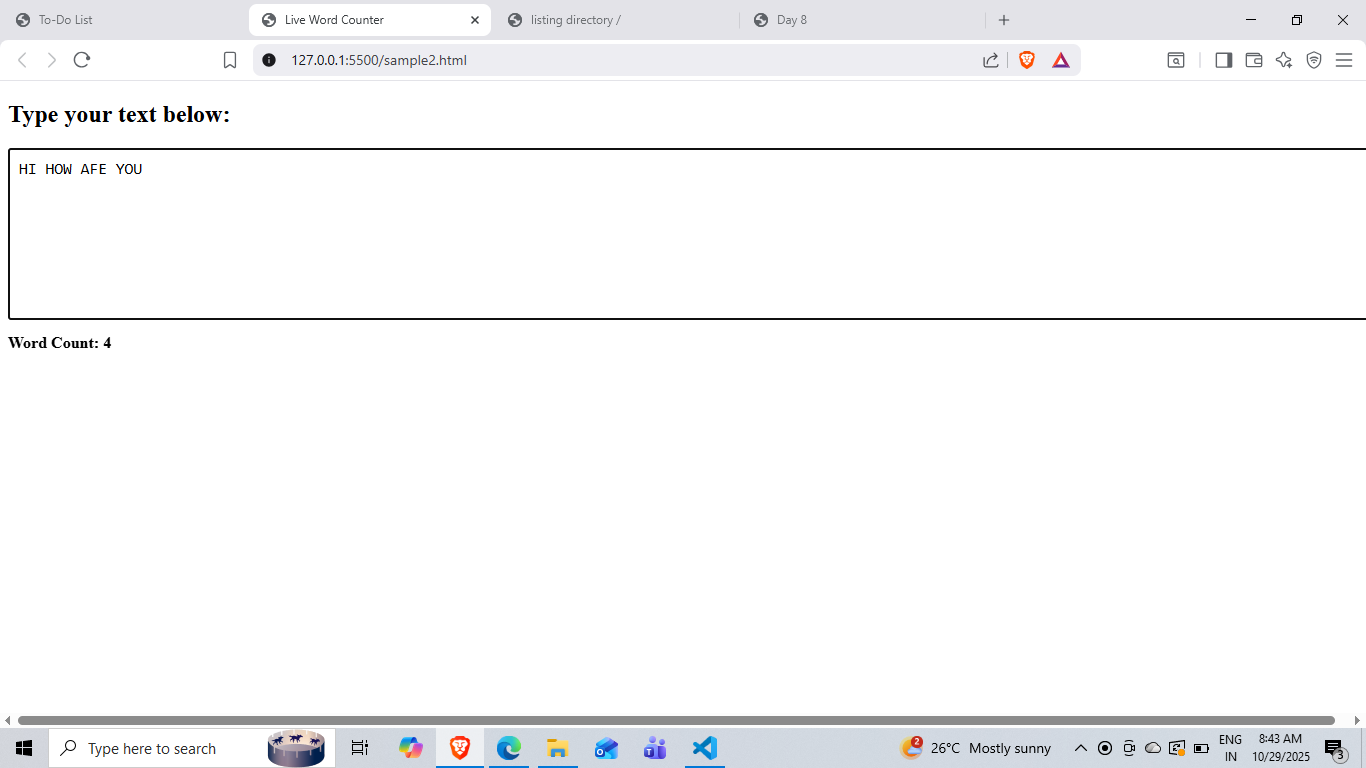 To-Do List
Live Word Counter
listing directory /
Day 8
127.0.0.1:5500/sample2.html
Type your text below:
HI HOW AFE YOU
Word Count: 4
Type here to search
2
26°C Mostly sunny
ENG
IN
8:43 AM
10/29/2025
3